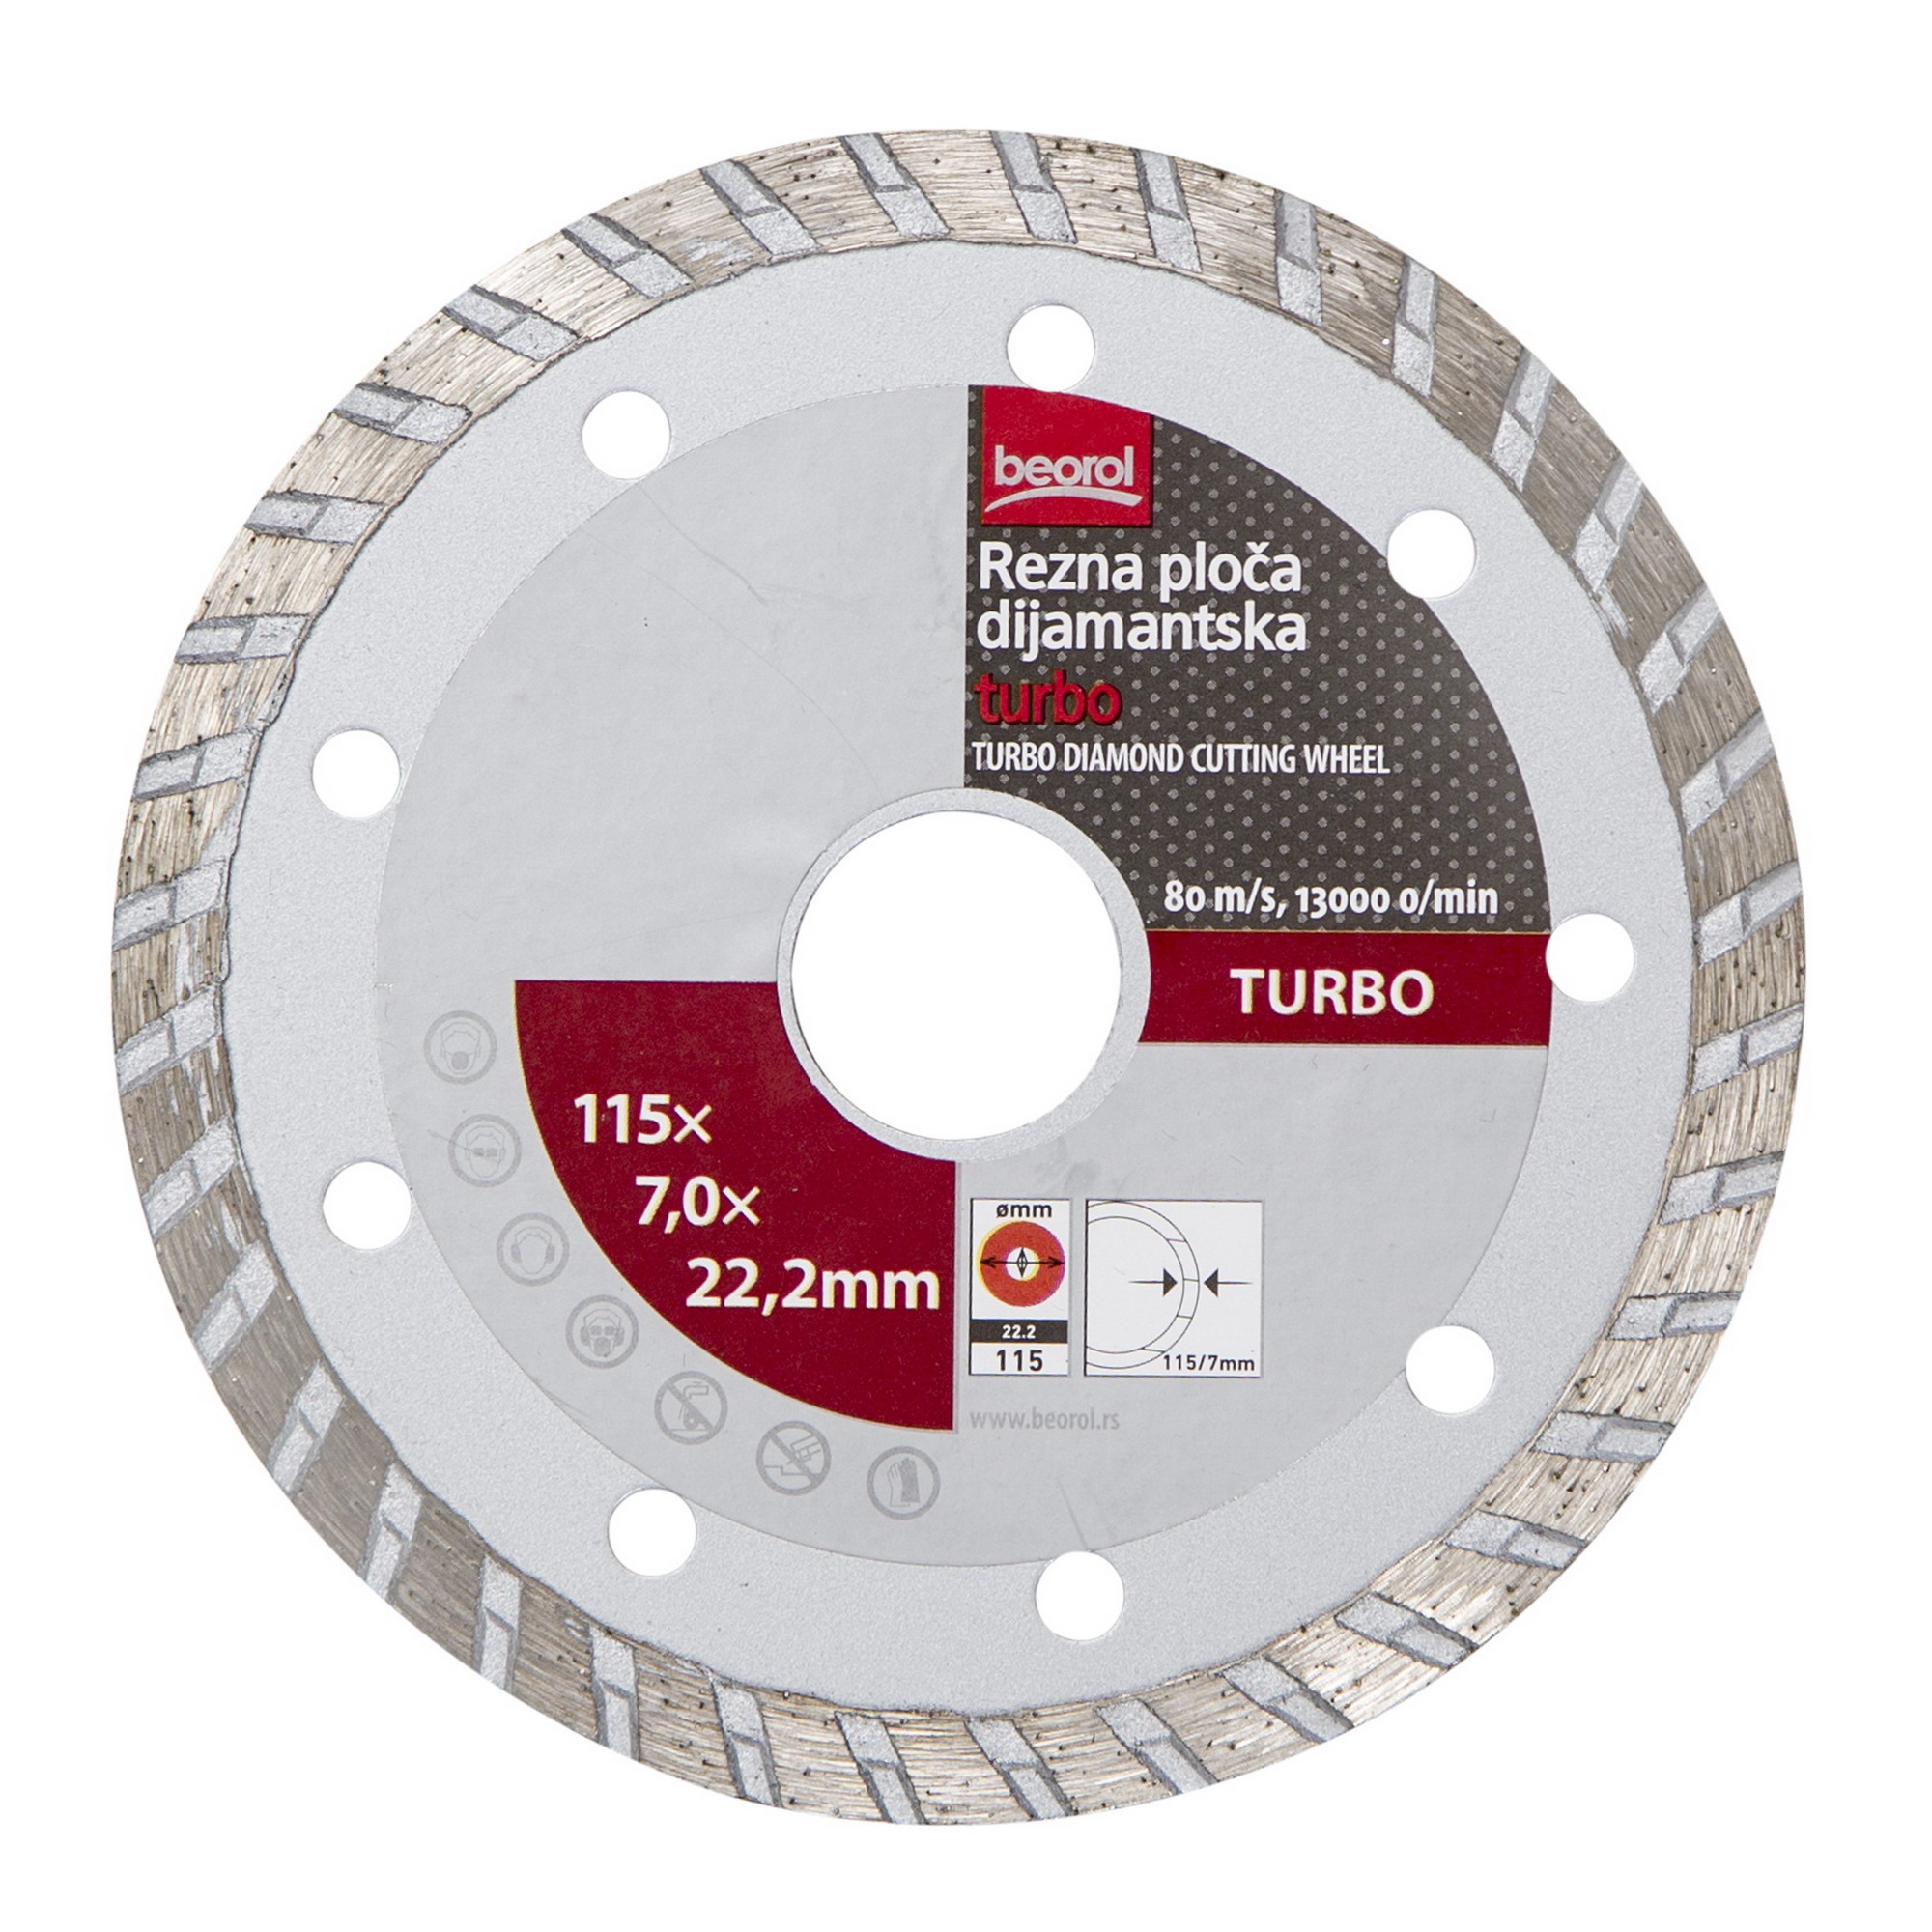 beorol
Rezna ploča
dijamantska
turbo
TURBO DIAMOND CUTTING WHEEL
80 m/s, 13000 o/min
TURBO
115×
7,0×
22,2mm
ømm
22.2
115
115/7mm
www.beorol.rs